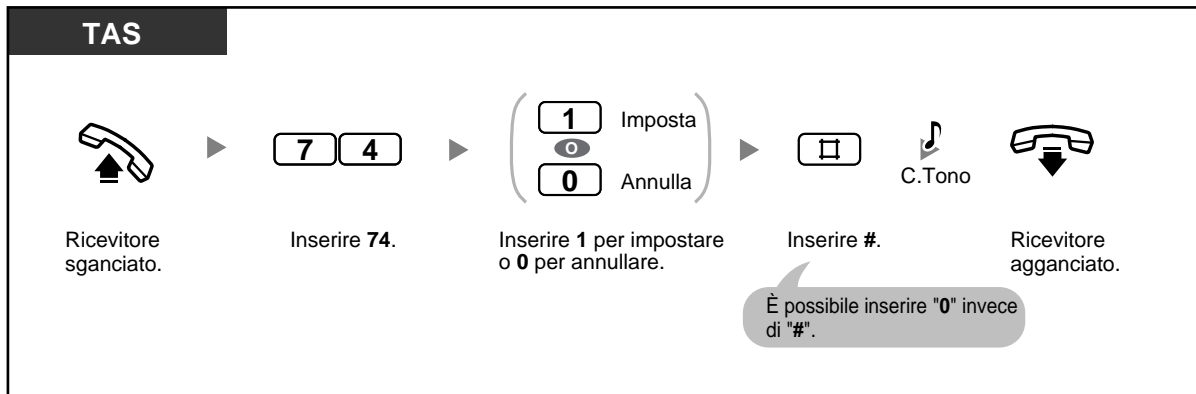 TAS
7 4
1 Imposta
O
0 Annulla
#
C.Tono
Ricevitore
sganciato.
Inserire 74.
Inserire 1 per impostare
o 0 per annullare.
Inserire #.
Ricevitore
agganciato.
È possibile inserire "0" invece
di "#".